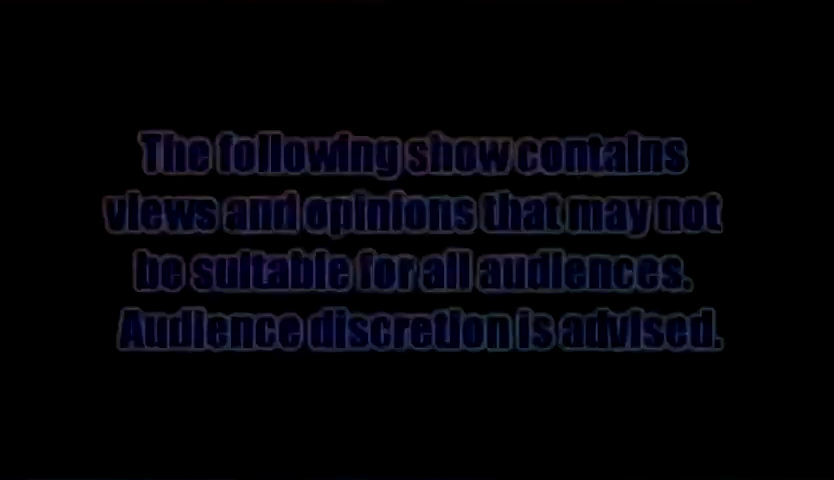 The following show contains
views and opinions that may not
be suitable for all audiences.
Audience discretion is advised.